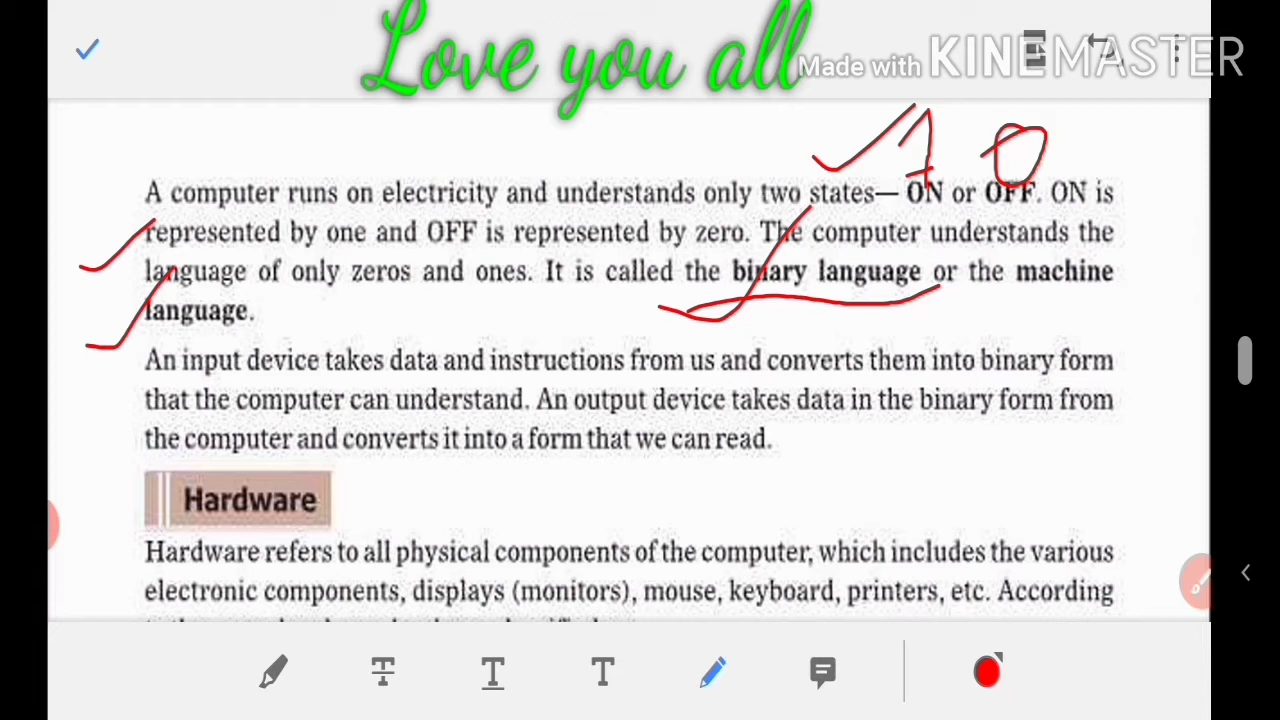 Love you all
Made with KINEMASTER
1 0
A computer runs on electricity and understands only two states— ON or OFF. ON is
represented by one and OFF is represented by zero. The computer understands the
language of only zeros and ones. It is called the binary language or the machine
language.
An input device takes data and instructions from us and converts them into binary form
that the computer can understand. An output device takes data in the binary form from
the computer and converts it into a form that we can read.
Hardware
Hardware refers to all physical components of the computer, which includes the various
electronic components, displays (monitors), mouse, keyboard, printers, etc. According